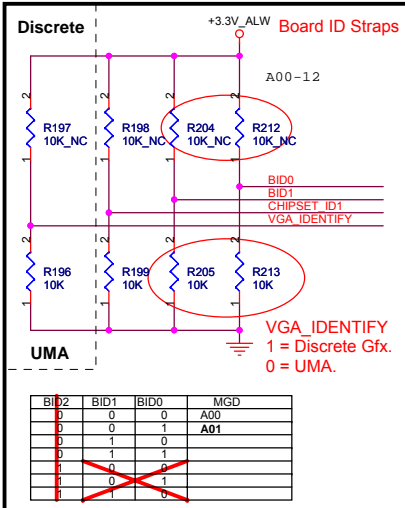 Discrete
+3.3V_ALW
Board ID Straps
A00-12
2 2 2 2
R197 R198 R204 R212
10K_NC 10K_NC 10K_NC 10K_NC
1 1 1 1
BID0
BID1
CHIPSET_ID1
VGA_IDENTIFY
2 2 2 2
R196 R199 R205 R213
10K 10K 10K 10K
1 1 1 1
UMA
VGA_IDENTIFY
1 = Discrete Gfx.
0 = UMA.
BID2 BID1 BID0 MGD
0 0 0 A00
0 0 1 A01
0 1 0
0 1 1
1 0 0
1 0 1
1 1 0